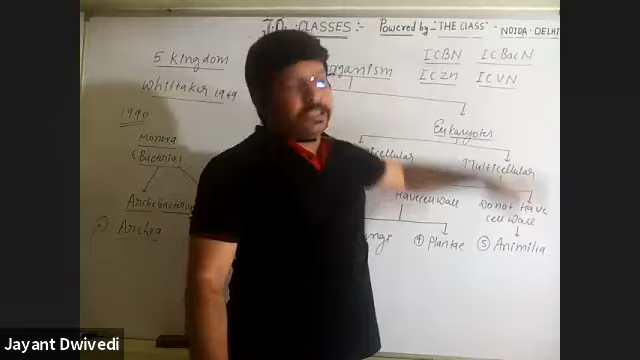 J.D. CLASSES :- Powered by- "THE CLASS" - NOIDA-DELHI
5 Kingdom
Whittaker 1969
1990
organism
ICBN ICBacN
ICZN ICVN
Eukaryotes
Monera
(Bacteria)
Multicellular
Have cell wall
Do not Have
cell wall
Archebacteria
Archea
④ Plantae
⑤ Animilia
Jayant Dwivedi